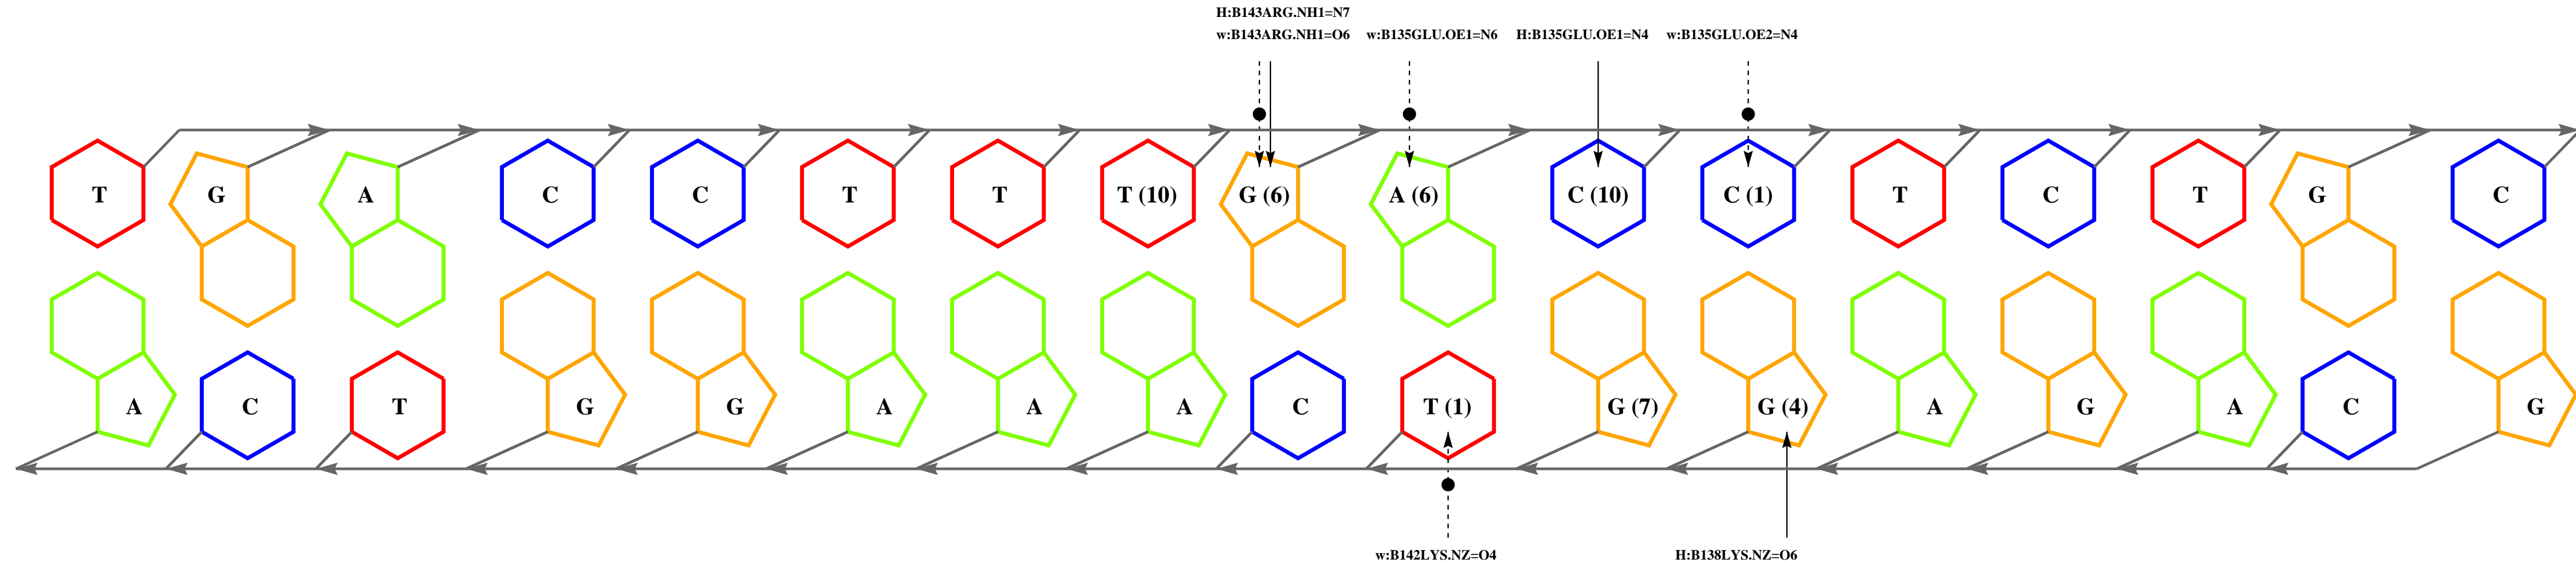 H:B143ARG.NH1=N7
w:B143ARG.NH1=O6 w:B135GLU.OE1=N6 H:B135GLU.OE1=N4 w:B135GLU.OE2=N4
T G A C C T T T (10) G (6) A (6) C (10) C (1) T C T G C
A C T G G A A A C T (1) G (7) G (4) A G A C G
w:B142LYS.NZ=O4 H:B138LYS.NZ=O6